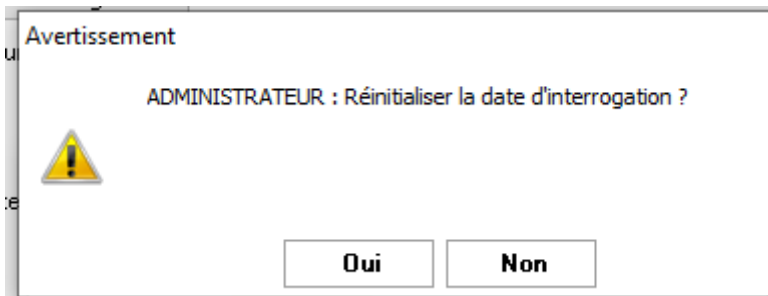 Avertissement
ADMINISTRATEUR : Réinitialiser la date d'interrogation ?
Oui
Non